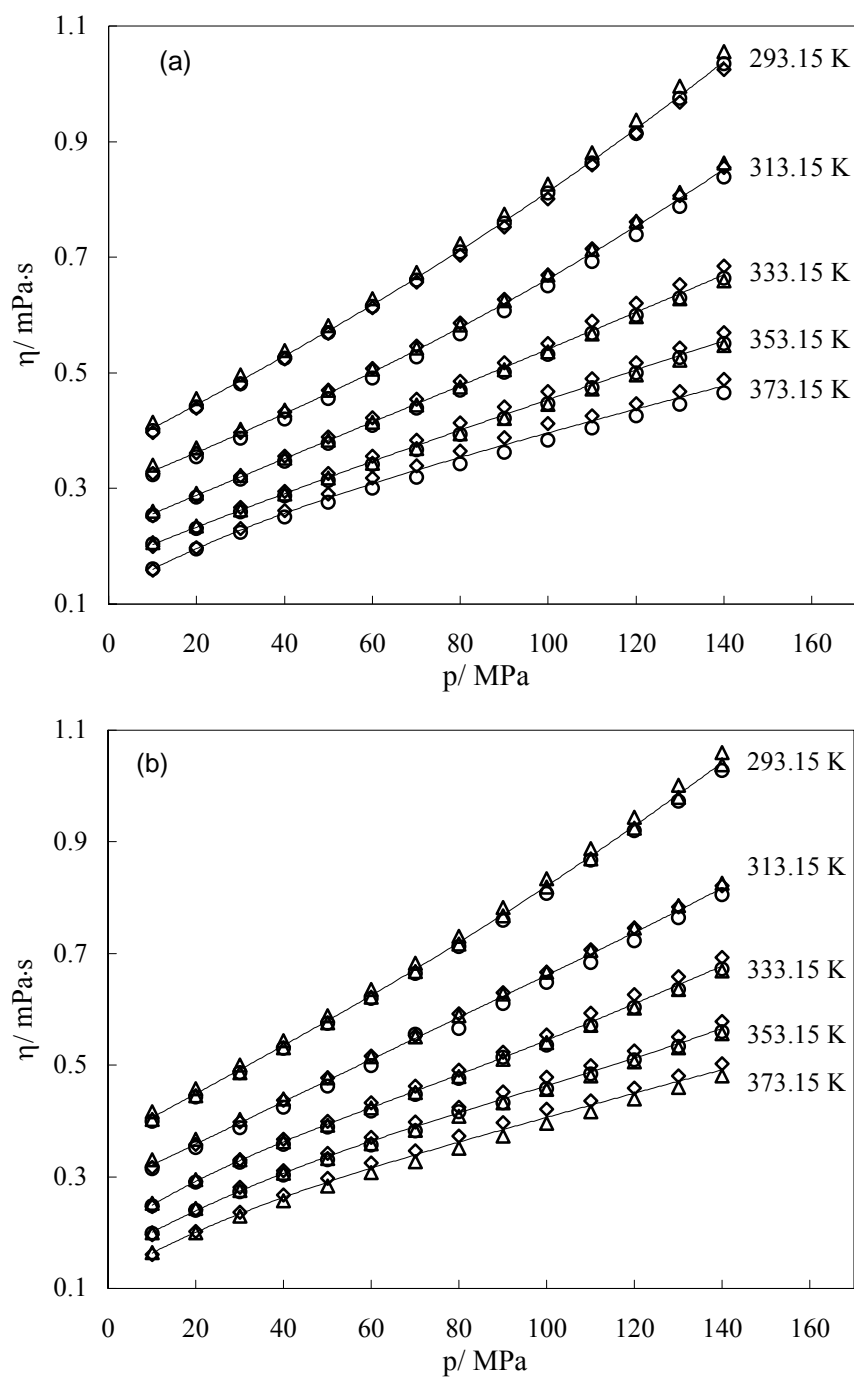 1.1
(a)
293.15 K
0.9
313.15 K
0.7
333.15 K
η/ mPa·s
0.5
353.15 K
373.15 K
0.3
0.1
0 20 40 60 80 100 120 140 160
p/ MPa
1.1
(b)
293.15 K
0.9
313.15 K
0.7
333.15 K
η/ mPa·s
0.5
353.15 K
373.15 K
0.3
0.1
0 20 40 60 80 100 120 140 160
p/ MPa